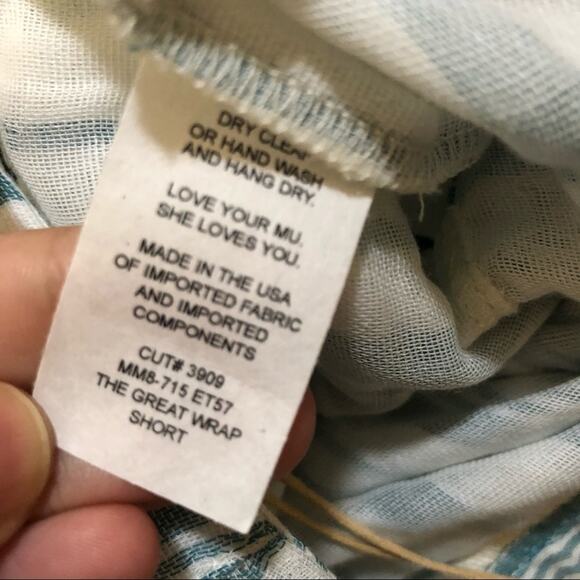 DRY CLEAN
OR HAND WASH
AND HANG DRY.
LOVE YOUR MU.
SHE LOVES YOU.
MADE IN THE USA
OF IMPORTED FABRIC
AND IMPORTED
COMPONENTS
CUT# 3909
MM8-715 ET57
THE GREAT WRAP
SHORT